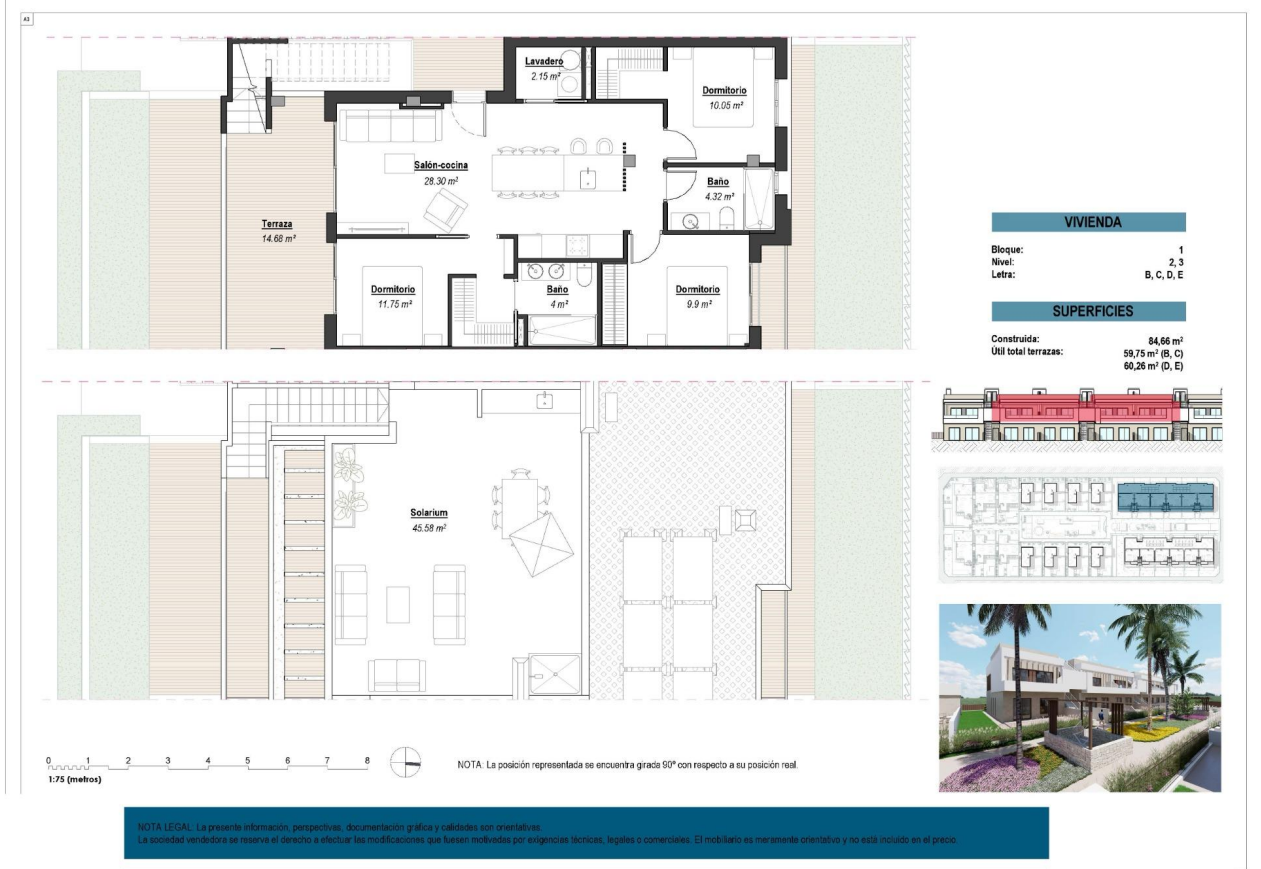 A3
Lavadero
2.15 m²
Dormitorio
10.05 m²
Salón-cocina
28.30 m²
Baño
4.32 m²
Terraza
14.68 m²
Dormitorio
11.75 m²
Baño
4 m²
Dormitorio
9.9 m²
VIVIENDA
Bloque: 1
Nivel: 2, 3
Letra: B, C, D, E
SUPERFICIES
Construida: 84,66 m²
Útil total terrazas: 59,75 m² (B, C)
60,26 m² (D, E)
Solarium
45.58 m²
0 1 2 3 4 5 6 7 8
1:75 (metros)
NOTA: La posición representada se encuentra girada 90º con respecto a su posición real.
NOTA LEGAL: La presente información, perspectivas, documentación gráfica y calidades son orientativas.
La sociedad vendedora se reserva el derecho a efectuar las modificaciones que fuesen motivadas por exigencias técnicas, legales o comerciales. El mobiliario es meramente orientativo y no está incluido en el precio.